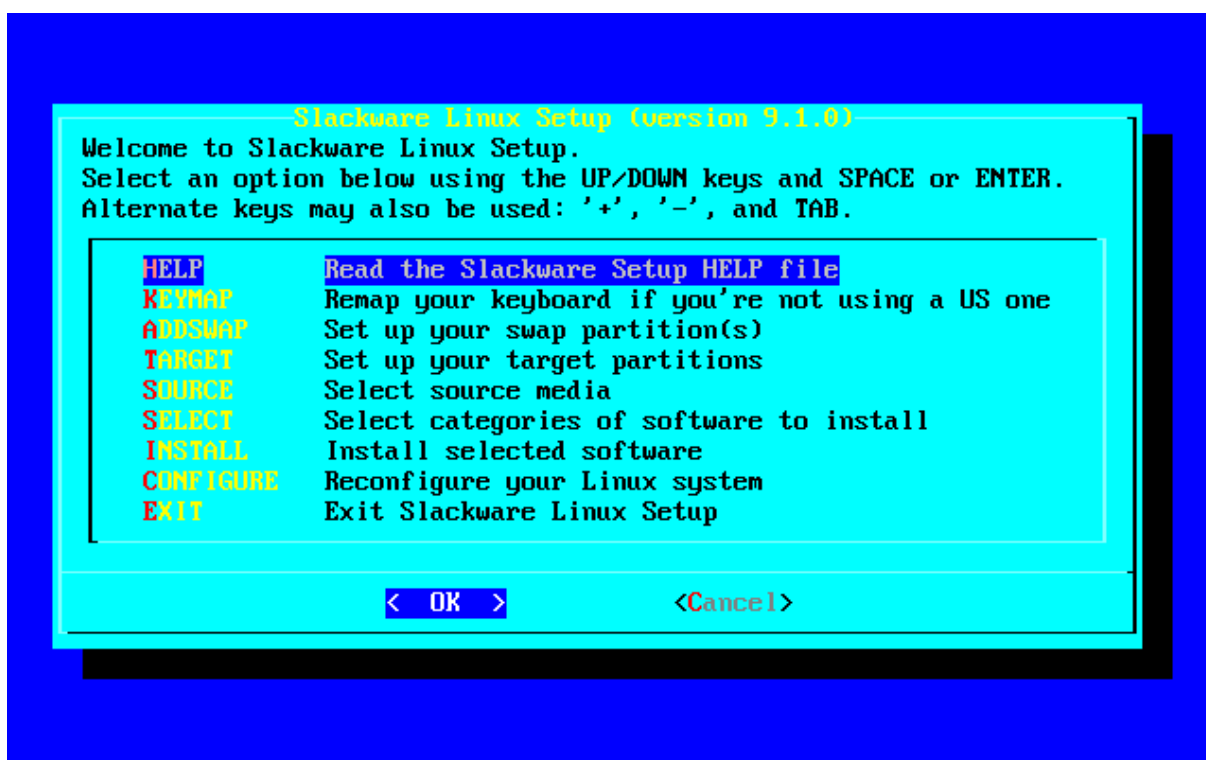 Slackware Linux Setup (version 9.1.0)
Welcome to Slackware Linux Setup.
Select an option below using the UP/DOWN keys and SPACE or ENTER.
Alternate keys may also be used: '+', '-', and TAB.
HELP Read the Slackware Setup HELP file
KEYMAP Remap your keyboard if you're not using a US one
ADDSWAP Set up your swap partition(s)
TARGET Set up your target partitions
SOURCE Select source media
SELECT Select categories of software to install
INSTALL Install selected software
CONFIGURE Reconfigure your Linux system
EXIT Exit Slackware Linux Setup
< OK > <Cancel>